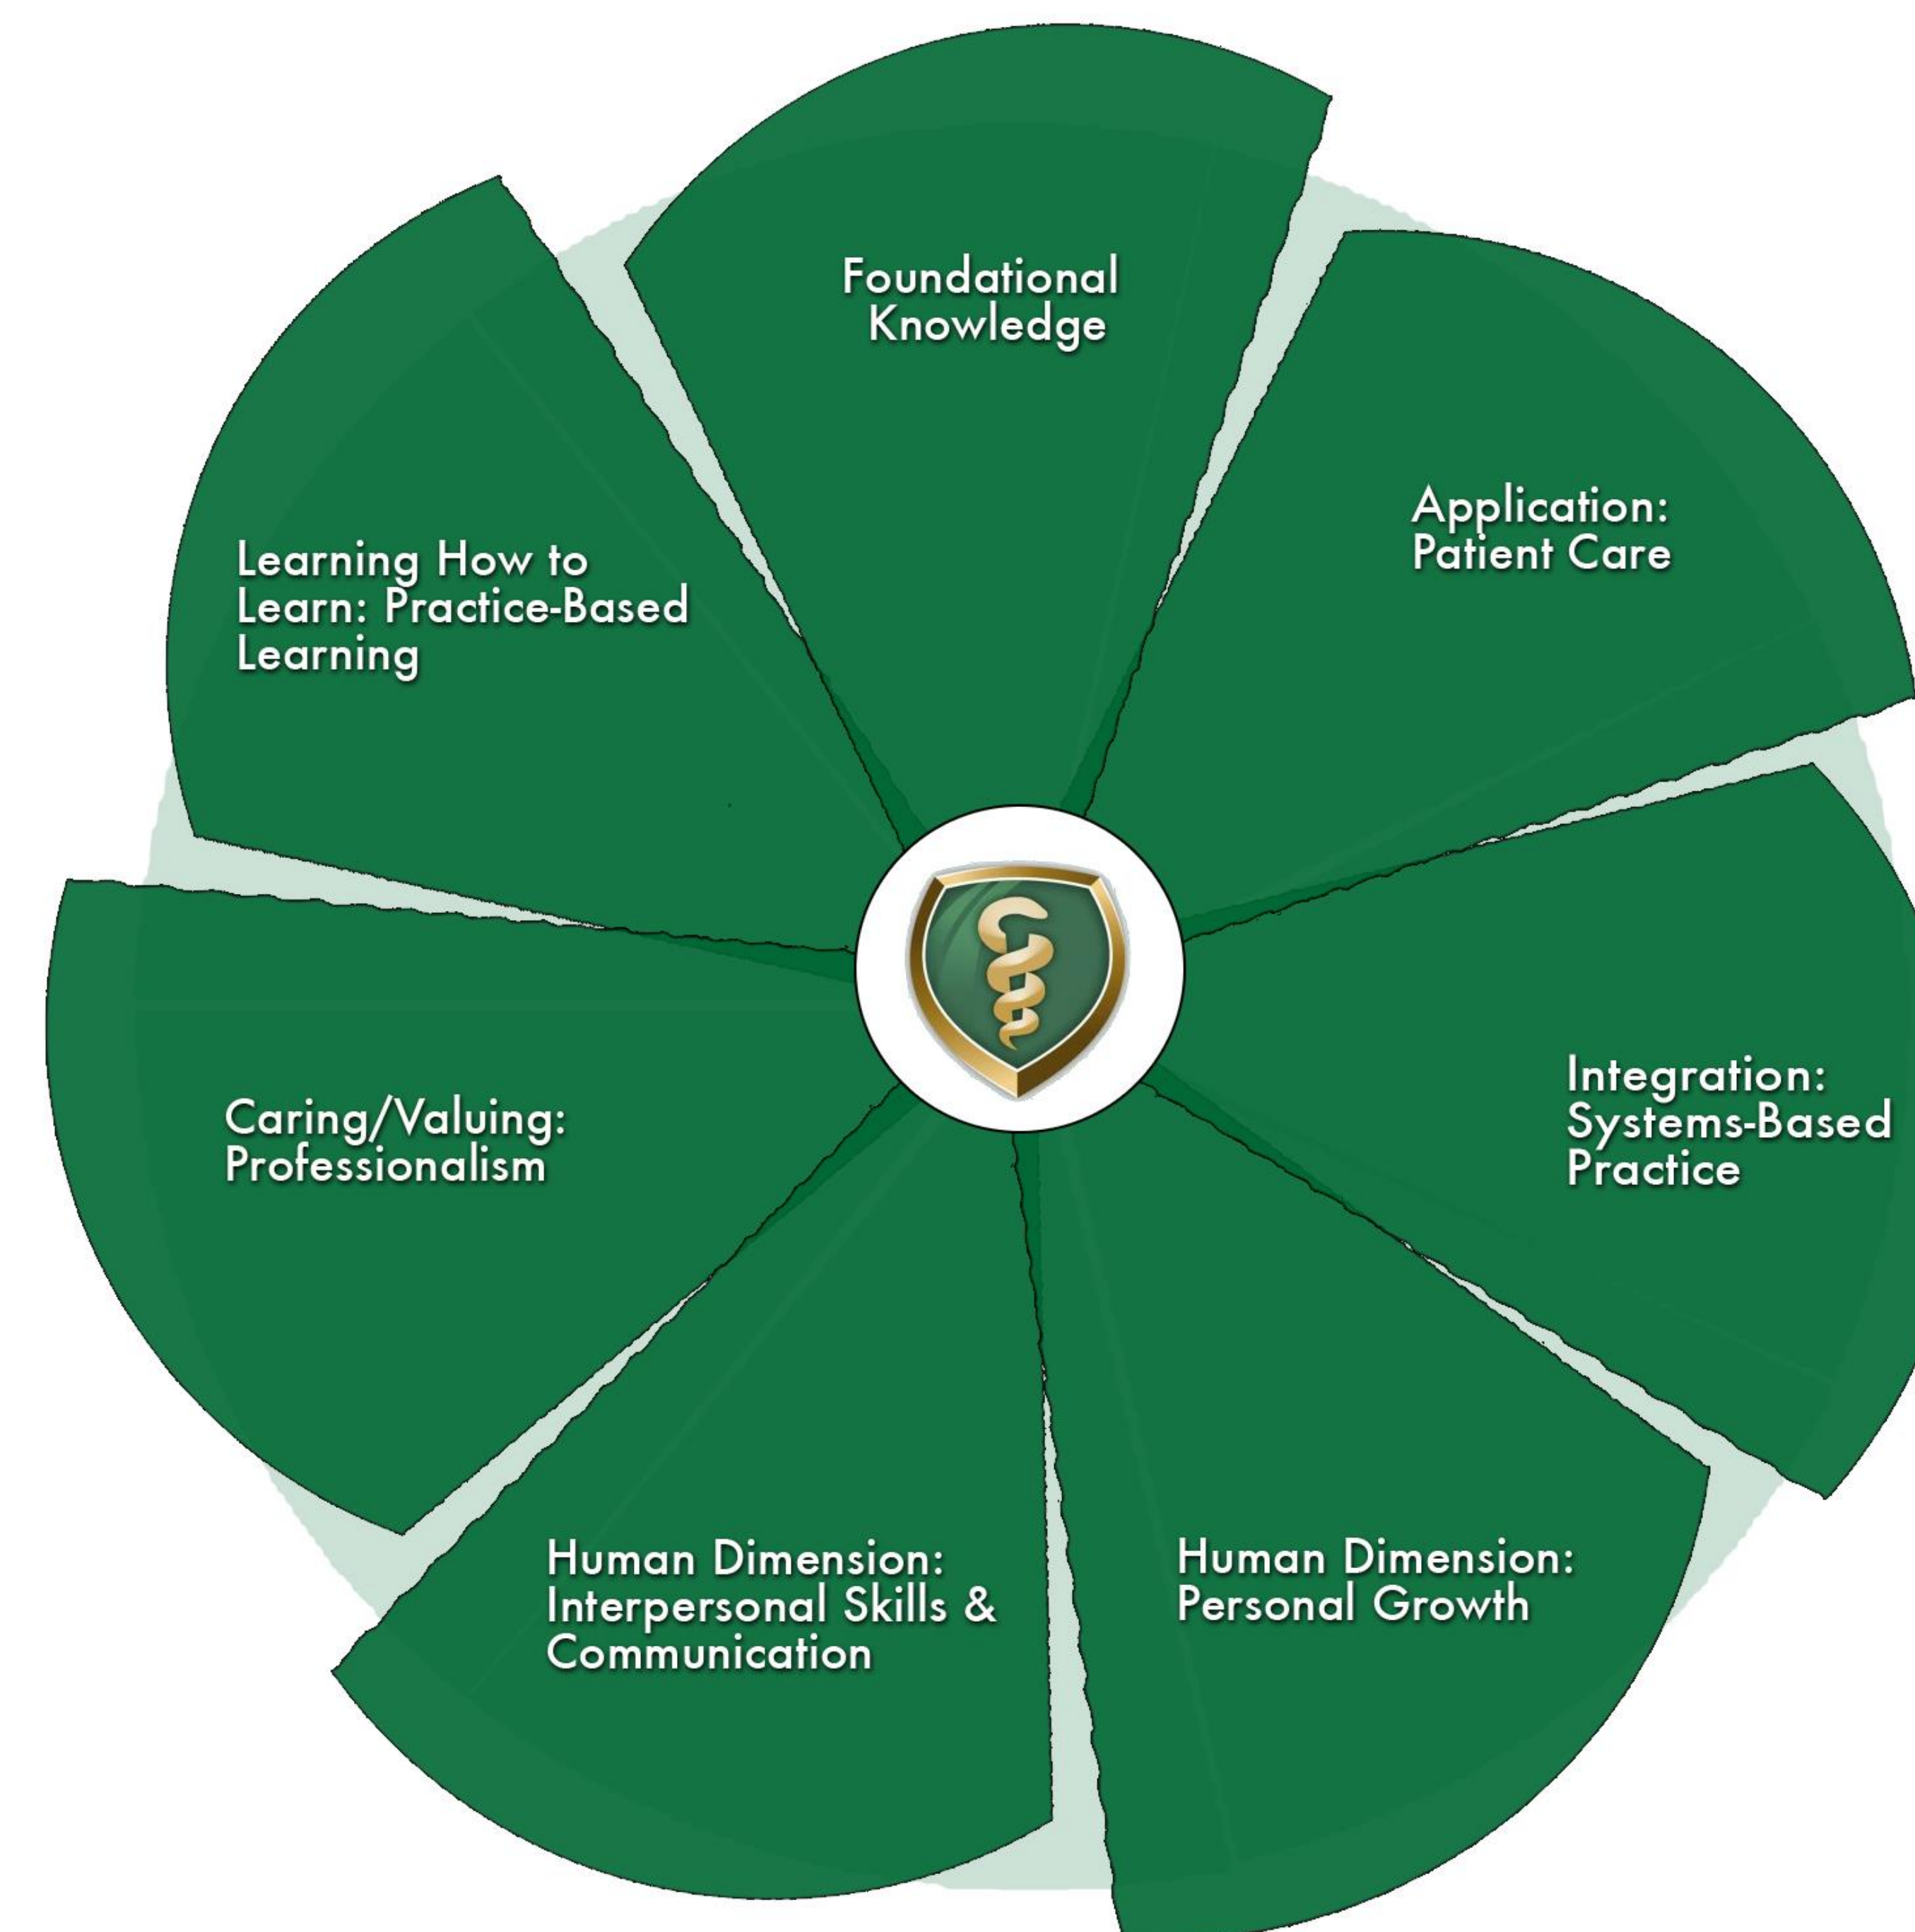 Foundational
Knowledge
Application:
Patient Care
Integration:
Systems-Based
Practice
Human Dimension:
Personal Growth
Human Dimension:
Interpersonal Skills &
Communication
Caring/Valuing:
Professionalism
Learning How to
Learn: Practice-Based
Learning